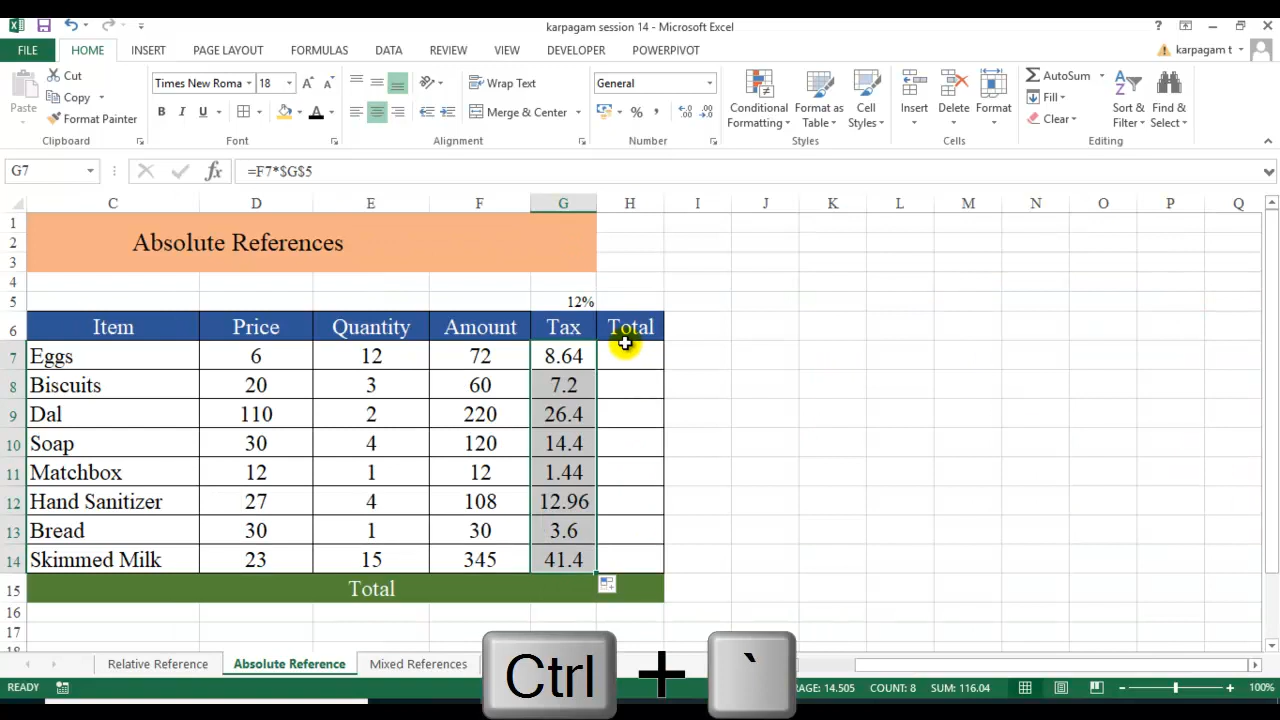 karpagam session 14 - Microsoft Excel
?
FILE HOME INSERT PAGE LAYOUT FORMULAS DATA REVIEW VIEW DEVELOPER POWERPIVOT karpagam t
Paste
Cut
Copy
Format Painter
Clipboard
Times New Roma 18
B I U A
Font
Wrap Text
Merge & Center
Alignment
General
%
Number
Conditional Formatting
Format as Table
Cell Styles
Styles
Insert
Delete
Format
Cells
AutoSum
Fill
Clear
Sort & Filter
Find & Select
Editing
G7 fx =F7*$G$5
C D E F G H I J K L M N O P Q
1
2 Absolute References
3
4
5 12%
6 Item Price Quantity Amount Tax Total
7 Eggs 6 12 72 8.64
8 Biscuits 20 3 60 7.2
9 Dal 110 2 220 26.4
10 Soap 30 4 120 14.4
11 Matchbox 12 1 12 1.44
12 Hand Sanitizer 27 4 108 12.96
13 Bread 30 1 30 3.6
14 Skimmed Milk 23 15 345 41.4
15 Total
16
17
Ctrl + `
Relative Reference Absolute Reference Mixed References
READY COUNT: 8 SUM: 116.04 100%